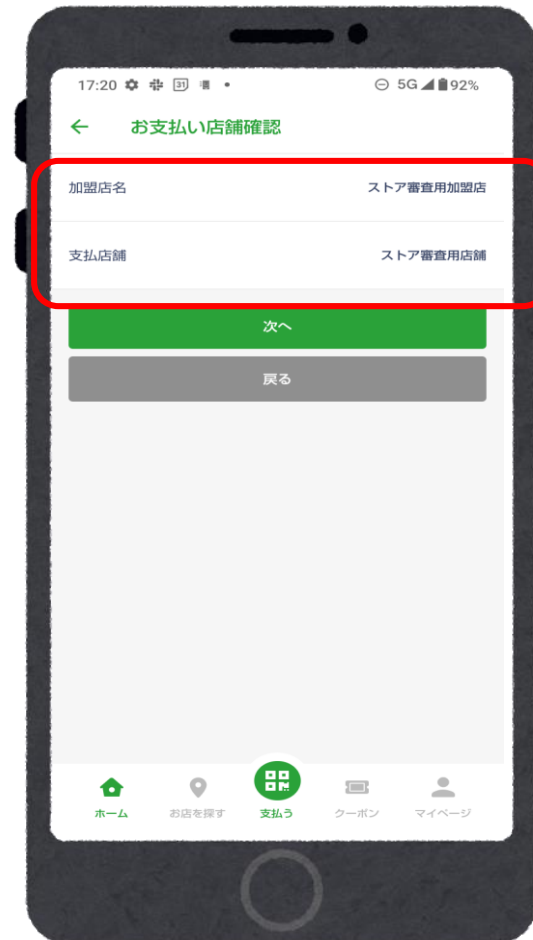 17:20 31 5G 92%
お支払い店舗確認
加盟店名 ストア審査用加盟店
支払店舗 ストア審査用店舗
次へ
戻る
ホーム お店を探す 支払う クーポン マイページ